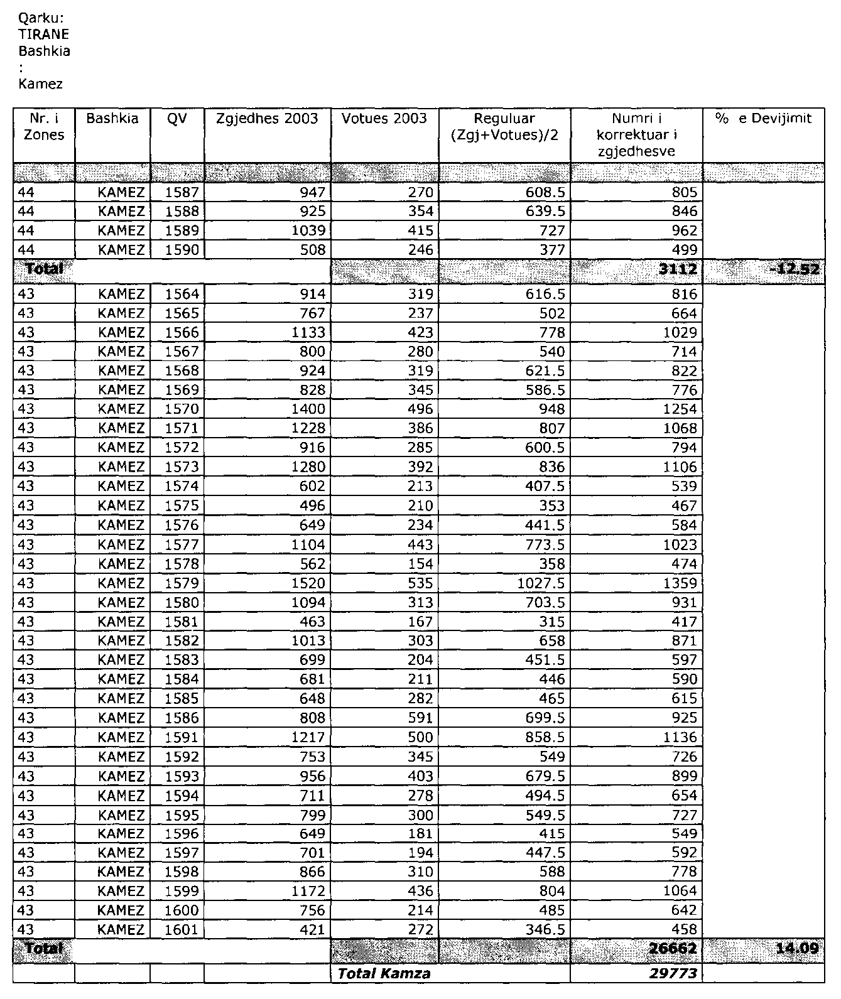 Qarku:
TIRANE
Bashkia
:
Kamez
Nr. i Zones Bashkia QV Zgjedhes 2003 Votues 2003 Reguluar (Zgj+Votues)/2 Numri i korrektuar i zgjedhesve % e Devijimit
44 KAMEZ 1587 947 270 608.5 805
44 KAMEZ 1588 925 354 639.5 846
44 KAMEZ 1589 1039 415 727 962
44 KAMEZ 1590 508 246 377 499
Total 3112 -12.52
43 KAMEZ 1564 914 319 616.5 816
43 KAMEZ 1565 767 237 502 664
43 KAMEZ 1566 1133 423 778 1029
43 KAMEZ 1567 800 280 540 714
43 KAMEZ 1568 924 319 621.5 822
43 KAMEZ 1569 828 345 586.5 776
43 KAMEZ 1570 1400 496 948 1254
43 KAMEZ 1571 1228 386 807 1068
43 KAMEZ 1572 916 285 600.5 794
43 KAMEZ 1573 1280 392 836 1106
43 KAMEZ 1574 602 213 407.5 539
43 KAMEZ 1575 496 210 353 467
43 KAMEZ 1576 649 234 441.5 584
43 KAMEZ 1577 1104 443 773.5 1023
43 KAMEZ 1578 562 154 358 474
43 KAMEZ 1579 1520 535 1027.5 1359
43 KAMEZ 1580 1094 313 703.5 931
43 KAMEZ 1581 463 167 315 417
43 KAMEZ 1582 1013 303 658 871
43 KAMEZ 1583 699 204 451.5 597
43 KAMEZ 1584 681 211 446 590
43 KAMEZ 1585 648 282 465 615
43 KAMEZ 1586 808 591 699.5 925
43 KAMEZ 1591 1217 500 858.5 1136
43 KAMEZ 1592 753 345 549 726
43 KAMEZ 1593 956 403 679.5 899
43 KAMEZ 1594 711 278 494.5 654
43 KAMEZ 1595 799 300 549.5 727
43 KAMEZ 1596 649 181 415 549
43 KAMEZ 1597 701 194 447.5 592
43 KAMEZ 1598 866 310 588 778
43 KAMEZ 1599 1172 436 804 1064
43 KAMEZ 1600 756 214 485 642
43 KAMEZ 1601 421 272 346.5 458
Total 26662 14.09
Total Kamza 29773